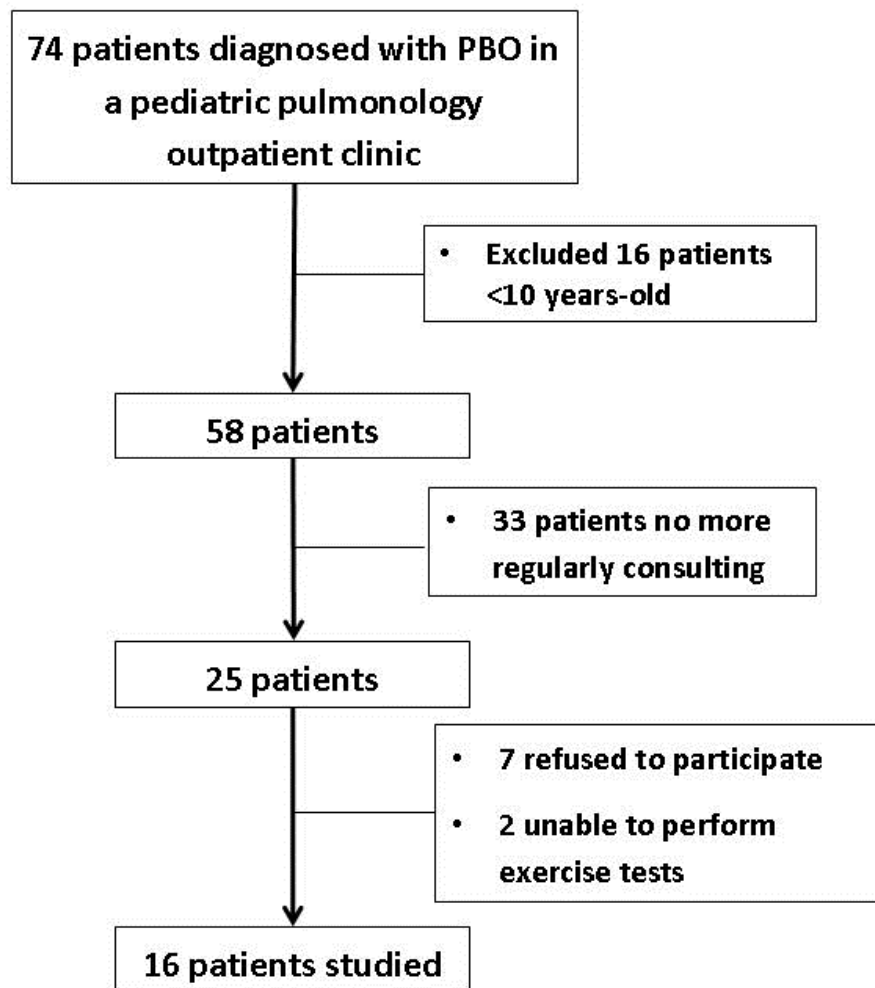 74 patients diagnosed with PBO in
a pediatric pulmonology
outpatient clinic
• Excluded 16 patients
<10 years-old
58 patients
• 33 patients no more
regularly consulting
25 patients
• 7 refused to participate
• 2 unable to perform
exercise tests
16 patients studied